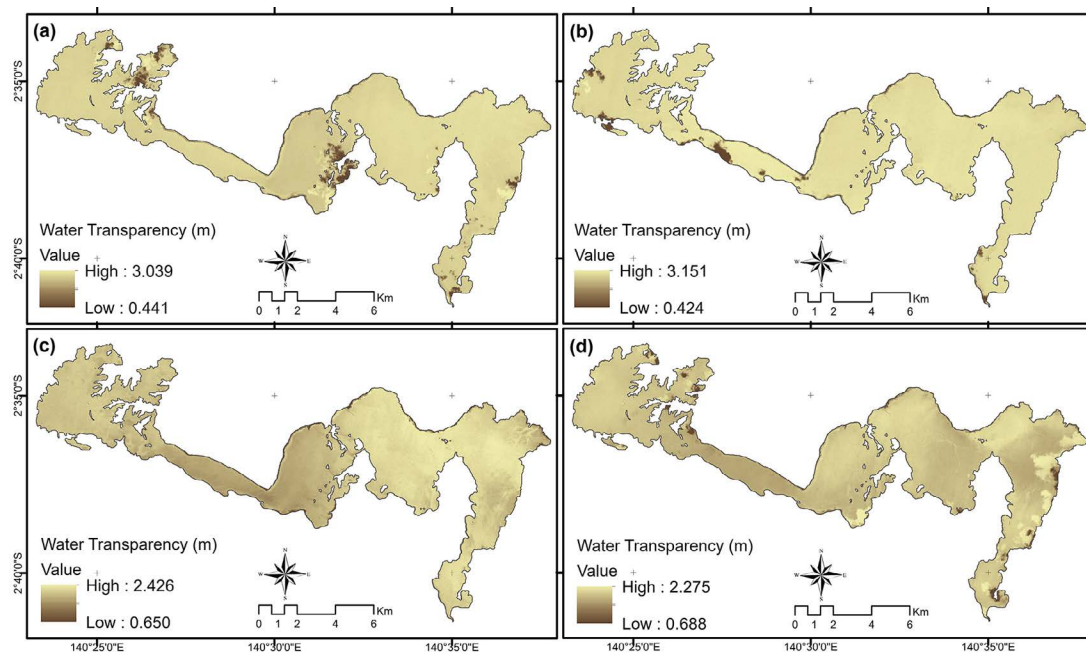 (a)
2°35'0"S
2°40'0"S
Water Transparency (m)
Value
High : 3.039
Low : 0.441
N
W E
S
Km
0 1 2 4 6
(b)
Water Transparency (m)
Value
High : 3.151
Low : 0.424
N
W E
S
Km
0 1 2 4 6
(c)
2°35'0"S
2°40'0"S
Water Transparency (m)
Value
High : 2.426
Low : 0.650
N
W E
S
Km
0 1 2 4 6
140°25'0"E 140°30'0"E 140°35'0"E
(d)
Water Transparency (m)
Value
High : 2.275
Low : 0.688
N
W E
S
Km
0 1 2 4 6
140°25'0"E 140°30'0"E 140°35'0"E